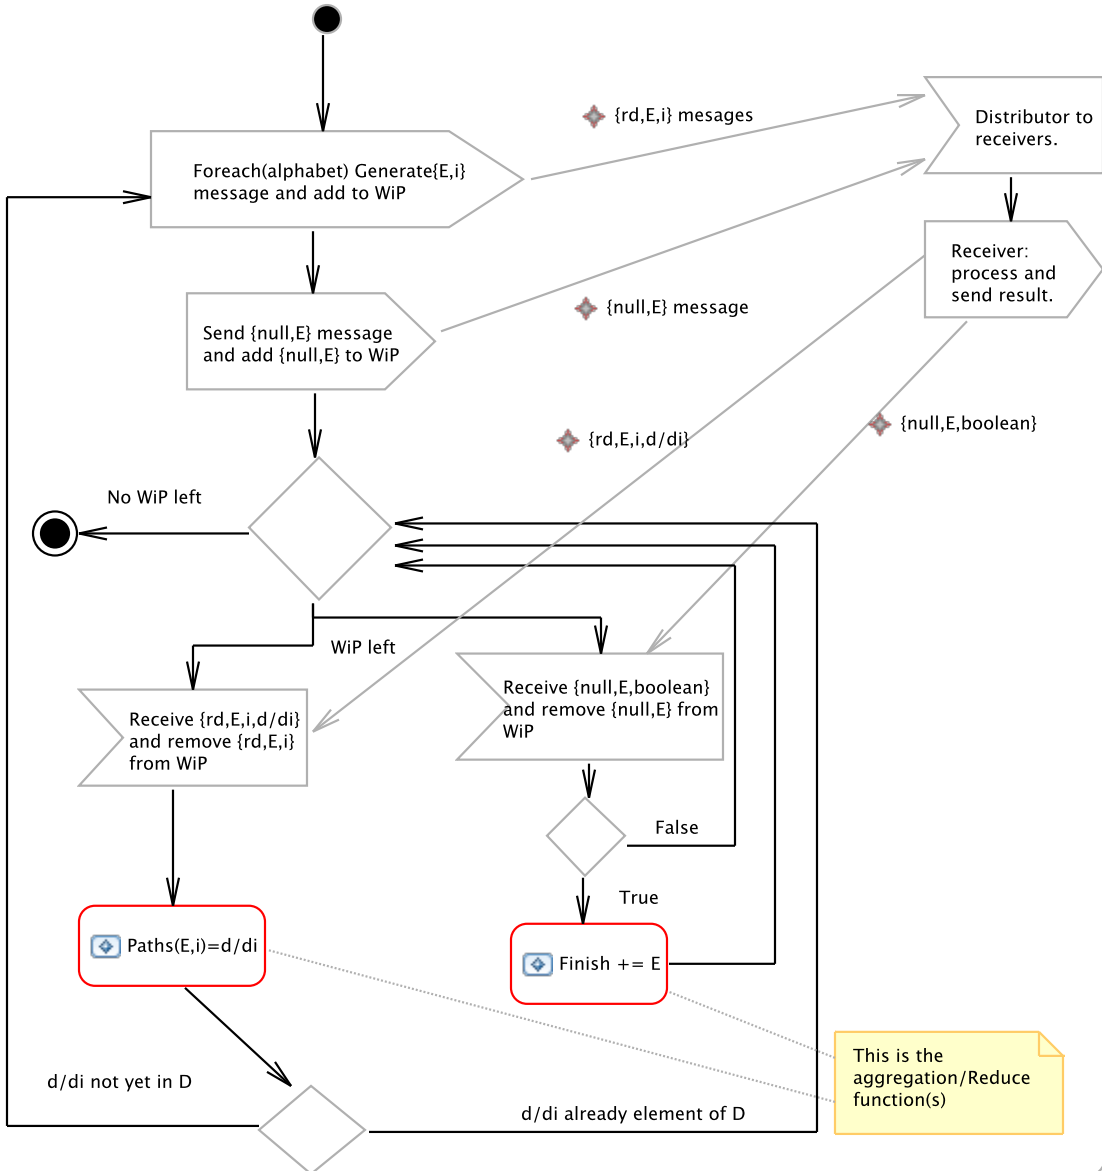 {rd,E,i} mesages
Distributor to
receivers.
Foreach(alphabet) Generate{E,i}
message and add to WiP
Receiver:
process and
send result.
{null,E} message
Send {null,E} message
and add {null,E} to WiP
{rd,E,i,d/di}
{null,E,boolean}
No WiP left
WiP left
Receive {rd,E,i,d/di}
and remove {rd,E,i}
from WiP
Receive {null,E,boolean}
and remove {null,E} from
WiP
False
True
Paths(E,i)=d/di
Finish += E
This is the
aggregation/Reduce
function(s)
d/di not yet in D
d/di already element of D